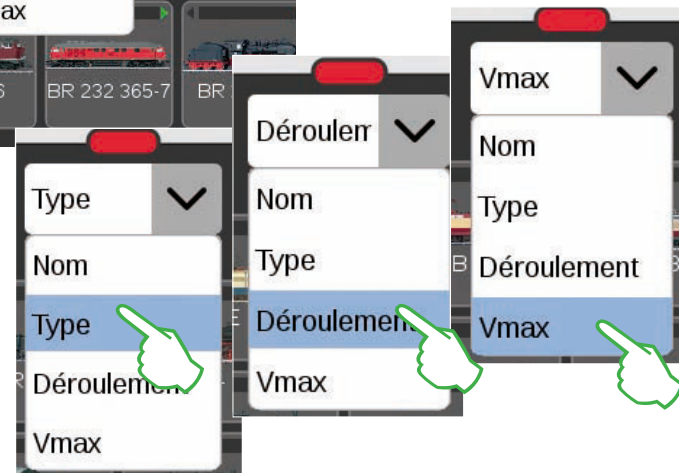 ax
6
BR 232 365-7
BR
Type
Nom
Type
Déroulement
Vmax
Déroulem
Nom
Type
Déroulement
Vmax
Vmax
Nom
Type
Déroulement
Vmax
B